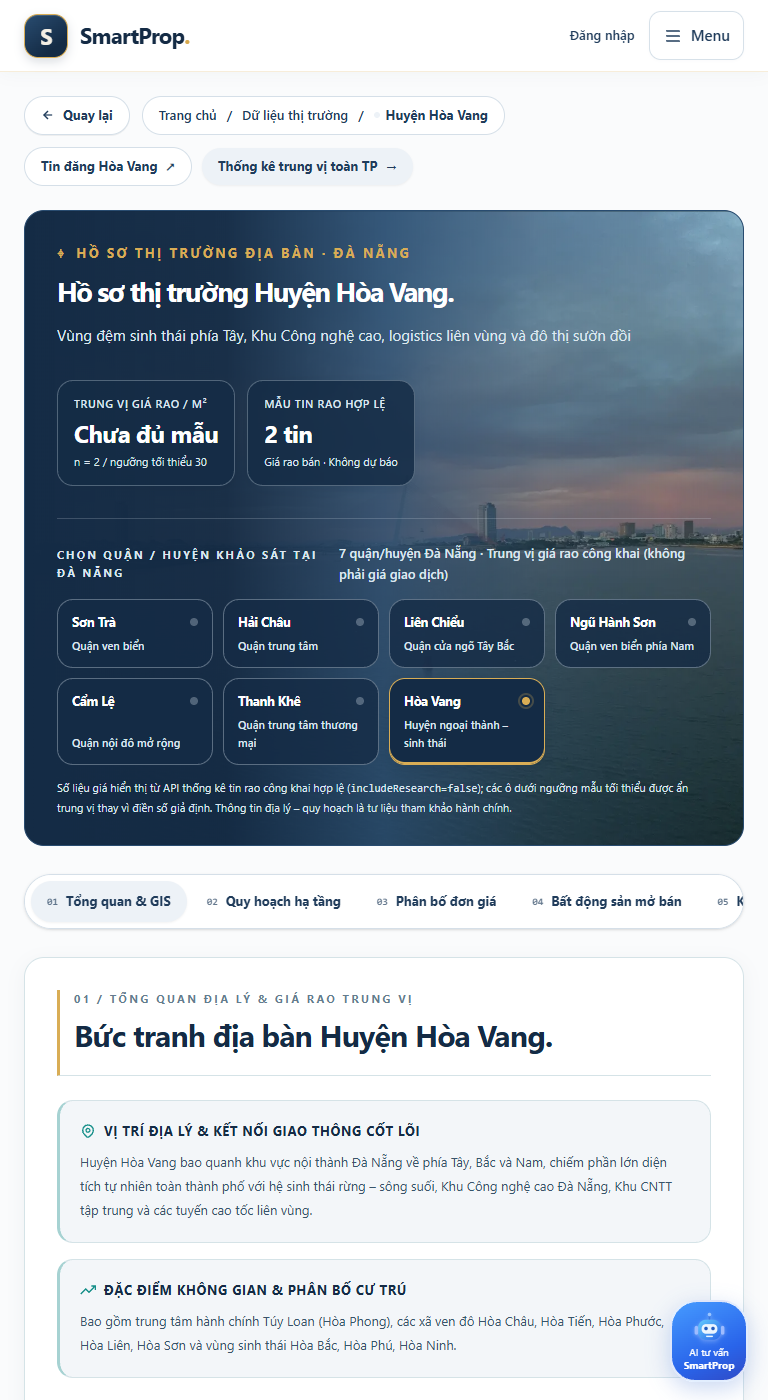 S SmartProp.
Đăng nhập
Menu
← Quay lại
Trang chủ / Dữ liệu thị trường / Huyện Hòa Vang
Tin đăng Hòa Vang ↗
Thống kê trung vị toàn TP →
HỒ SƠ THỊ TRƯỜNG ĐỊA BÀN · ĐÀ NẴNG
Hồ sơ thị trường Huyện Hòa Vang.
Vùng đệm sinh thái phía Tây, Khu Công nghệ cao, logistics liên vùng và đô thị sườn đồi
TRUNG VỊ GIÁ RAO / M²
Chưa đủ mẫu
n = 2 / ngưỡng tối thiểu 30
MẪU TIN RAO HỢP LỆ
2 tin
Giá rao bán · Không dự báo
CHỌN QUẬN / HUYỆN KHẢO SÁT TẠI
ĐÀ NẴNG
7 quận/huyện Đà Nẵng · Trung vị giá rao công khai (không
phải giá giao dịch)
Sơn Trà
Quận ven biển
Hải Châu
Quận trung tâm
Liên Chiểu
Quận cửa ngõ Tây Bắc
Ngũ Hành Sơn
Quận ven biển phía Nam
Cẩm Lệ
Quận nội đô mở rộng
Thanh Khê
Quận trung tâm thương
mại
Hòa Vang
Huyện ngoại thành –
sinh thái
Số liệu giá hiển thị từ API thống kê tin rao công khai hợp lệ (includeResearch=false); các ô dưới ngưỡng mẫu tối thiểu được ẩn
trung vị thay vì điền số giả định. Thông tin địa lý – quy hoạch là tư liệu tham khảo hành chính.
01 Tổng quan & GIS
02 Quy hoạch hạ tầng
03 Phân bố đơn giá
04 Bất động sản mở bán
05 K
01 / TỔNG QUAN ĐỊA LÝ & GIÁ RAO TRUNG VỊ
Bức tranh địa bàn Huyện Hòa Vang.
VỊ TRÍ ĐỊA LÝ & KẾT NỐI GIAO THÔNG CỐT LÕI
Huyện Hòa Vang bao quanh khu vực nội thành Đà Nẵng về phía Tây, Bắc và Nam, chiếm phần lớn diện
tích tự nhiên toàn thành phố với hệ sinh thái rừng – sông suối, Khu Công nghệ cao Đà Nẵng, Khu CNTT
tập trung và các tuyến cao tốc liên vùng.
ĐẶC ĐIỂM KHÔNG GIAN & PHÂN BỐ CƯ TRÚ
Bao gồm trung tâm hành chính Túy Loan (Hòa Phong), các xã ven đô Hòa Châu, Hòa Tiến, Hòa Phước,
Hòa Liên, Hòa Sơn và vùng sinh thái Hòa Bắc, Hòa Phú, Hòa Ninh.
AI tư vấn
SmartProp